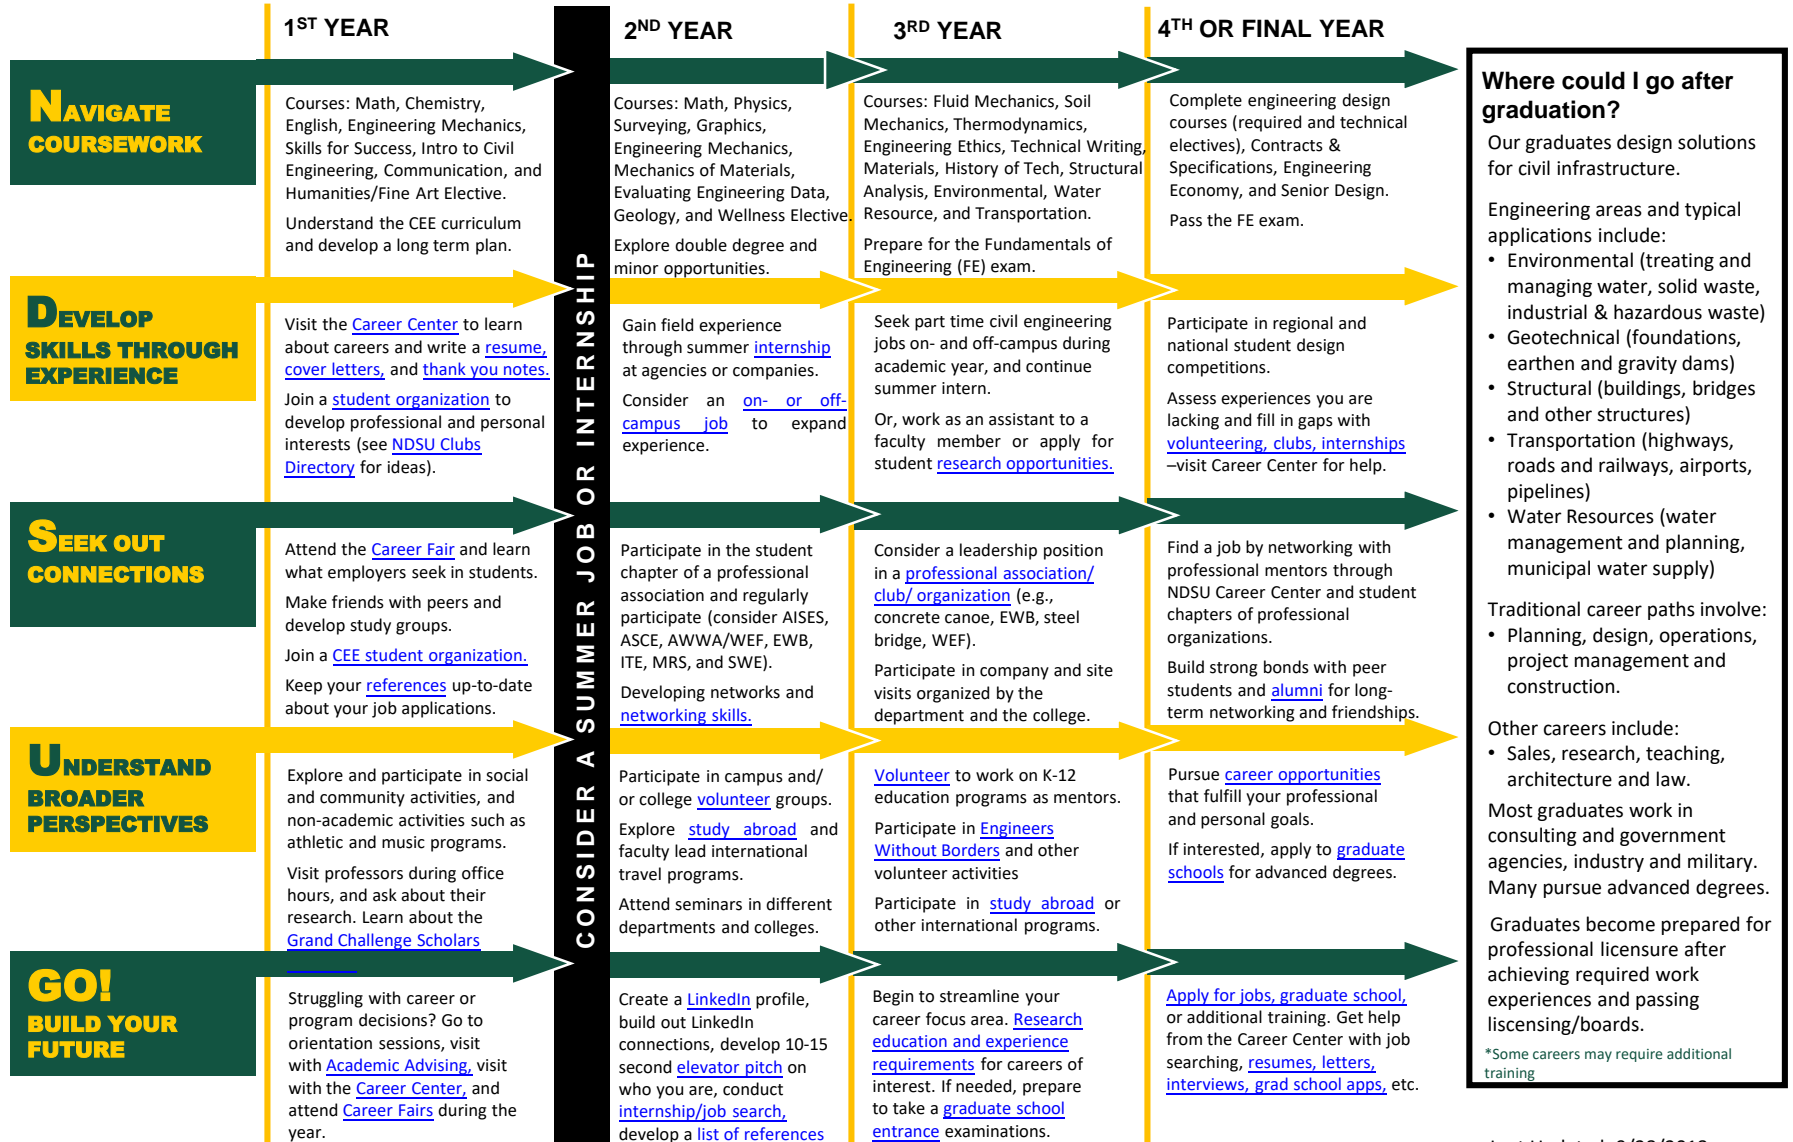 1ST YEAR
2ND YEAR
3RD YEAR
4TH OR FINAL YEAR
NAVIGATE
COURSEWORK
Courses: Math, Chemistry,
English, Engineering Mechanics,
Skills for Success, Intro to Civil
Engineering, Communication, and
Humanities/Fine Art Elective.
Understand the CEE curriculum
and develop a long term plan.
Courses: Math, Physics,
Surveying, Graphics,
Engineering Mechanics,
Mechanics of Materials,
Evaluating Engineering Data,
Geology, and Wellness Elective.
Explore double degree and
minor opportunities.
Courses: Fluid Mechanics, Soil
Mechanics, Thermodynamics,
Engineering Ethics, Technical Writing,
Materials, History of Tech, Structural
Analysis, Environmental, Water
Resource, and Transportation.
Prepare for the Fundamentals of
Engineering (FE) exam.
Complete engineering design
courses (required and technical
electives), Contracts &
Specifications, Engineering
Economy, and Senior Design.
Pass the FE exam.
CONSIDER A SUMMER JOB OR INTERNSHIP
DEVELOP
SKILLS THROUGH
EXPERIENCE
Visit the Career Center to learn
about careers and write a resume,
cover letters, and thank you notes.
Join a student organization to
develop professional and personal
interests (see NDSU Clubs
Directory for ideas).
Gain field experience
through summer internship
at agencies or companies.
Consider an on- or off-
campus job to expand
experience.
Seek part time civil engineering
jobs on- and off-campus during
academic year, and continue
summer intern.
Or, work as an assistant to a
faculty member or apply for
student research opportunities.
Participate in regional and
national student design
competitions.
Assess experiences you are
lacking and fill in gaps with
volunteering, clubs, internships
–visit Career Center for help.
SEEK OUT
CONNECTIONS
Attend the Career Fair and learn
what employers seek in students.
Make friends with peers and
develop study groups.
Join a CEE student organization.
Keep your references up-to-date
about your job applications.
Participate in the student
chapter of a professional
association and regularly
participate (consider AISES,
ASCE, AWWA/WEF, EWB,
ITE, MRS, and SWE).
Developing networks and
networking skills.
Consider a leadership position
in a professional association/
club/ organization (e.g.,
concrete canoe, EWB, steel
bridge, WEF).
Participate in company and site
visits organized by the
department and the college.
Find a job by networking with
professional mentors through
NDSU Career Center and student
chapters of professional
organizations.
Build strong bonds with peer
students and alumni for long-
term networking and friendships.
UNDERSTAND
BROADER
PERSPECTIVES
Explore and participate in social
and community activities, and
non-academic activities such as
athletic and music programs.
Visit professors during office
hours, and ask about their
research. Learn about the
Grand Challenge Scholars
Participate in campus and/
or college volunteer groups.
Explore study abroad and
faculty lead international
travel programs.
Attend seminars in different
departments and colleges.
Volunteer to work on K-12
education programs as mentors.
Participate in Engineers
Without Borders and other
volunteer activities
Participate in study abroad or
other international programs.
Pursue career opportunities
that fulfill your professional
and personal goals.
If interested, apply to graduate
schools for advanced degrees.
GO!
BUILD YOUR
FUTURE
Struggling with career or
program decisions? Go to
orientation sessions, visit
with Academic Advising, visit
with the Career Center, and
attend Career Fairs during the
year.
Create a LinkedIn profile,
build out LinkedIn
connections, develop 10-15
second elevator pitch on
who you are, conduct
internship/job search,
develop a list of references
Begin to streamline your
career focus area. Research
education and experience
requirements for careers of
interest. If needed, prepare
to take a graduate school
entrance examinations.
Apply for jobs, graduate school,
or additional training. Get help
from the Career Center with job
searching, resumes, letters,
interviews, grad school apps, etc.
Where could I go after
graduation?
Our graduates design solutions
for civil infrastructure.
Engineering areas and typical
applications include:
• Environmental (treating and
managing water, solid waste,
industrial & hazardous waste)
• Geotechnical (foundations,
earthen and gravity dams)
• Structural (buildings, bridges
and other structures)
• Transportation (highways,
roads and railways, airports,
pipelines)
• Water Resources (water
management and planning,
municipal water supply)
Traditional career paths involve:
• Planning, design, operations,
project management and
construction.
Other careers include:
• Sales, research, teaching,
architecture and law.
Most graduates work in
consulting and government
agencies, industry and military.
Many pursue advanced degrees.
Graduates become prepared for
professional licensure after
achieving required work
experiences and passing
liscensing/boards.
*Some careers may require additional
training